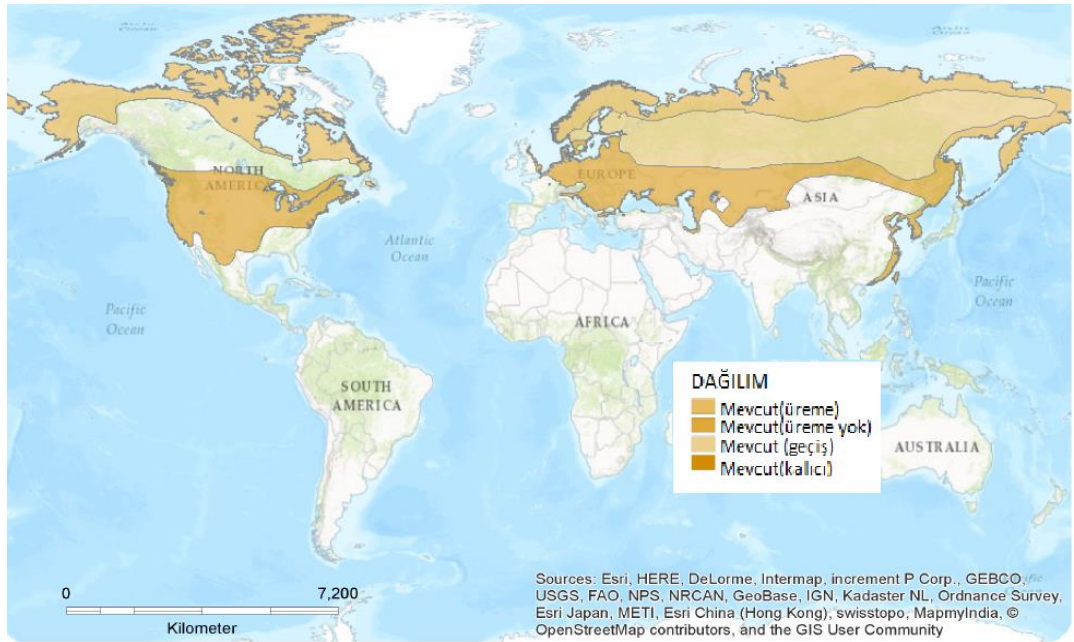 Ocean
Ocean
NORTH
AMERICA
EUROPE
ASIA
Atlantic
Ocean
Pacific
Ocean
Pacific
Ocean
AFRICA
SOUTH
AMERICA
AUSTRALIA
DAĞILIM
Mevcut(üreme)
Mevcut(üreme yok)
Mevcut (geçiş)
Mevcut(kalıcı)
0 7,200
Kilometer
Sources: Esri, HERE, DeLorme, Intermap, increment P Corp., GEBCO,
USGS, FAO, NPS, NRCAN, GeoBase, IGN, Kadaster NL, Ordnance Survey,
Esri Japan, METI, Esri China (Hong Kong), swisstopo, MapmyIndia, ©
OpenStreetMap contributors, and the GIS User Community